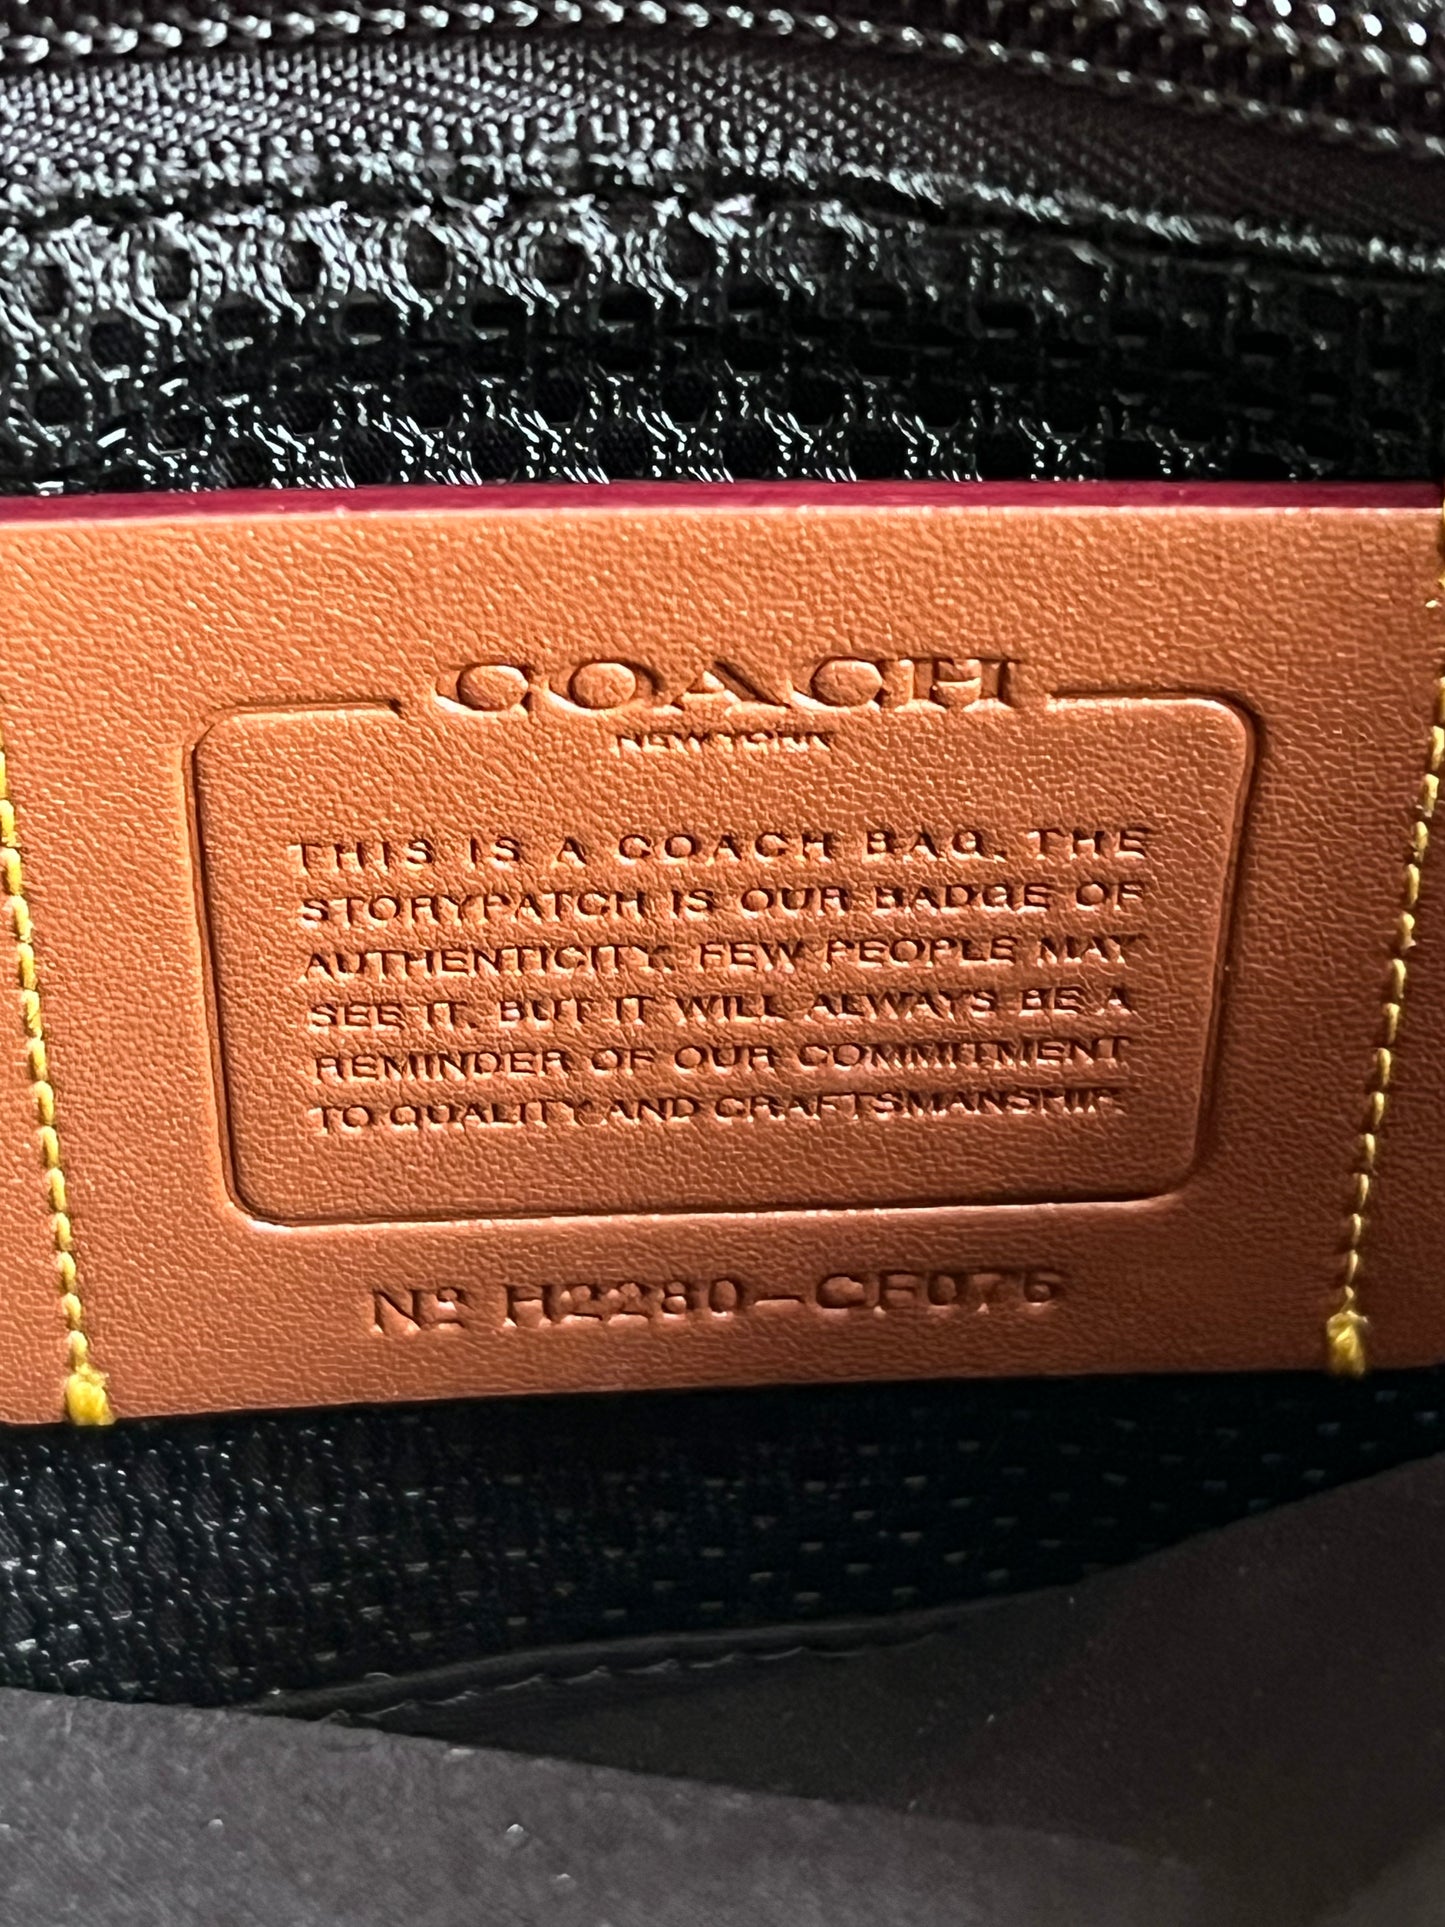 COACH
NEW YORK
THIS IS A COACH BAG. THE
STORYPATCH IS OUR BADGE OF
AUTHENTICITY. FEW PEOPLE MAY
SEE IT, BUT IT WILL ALWAYS BE A
REMINDER OF OUR COMMITMENT
TO QUALITY AND CRAFTSMANSHIP.
Nº H2280-CF076